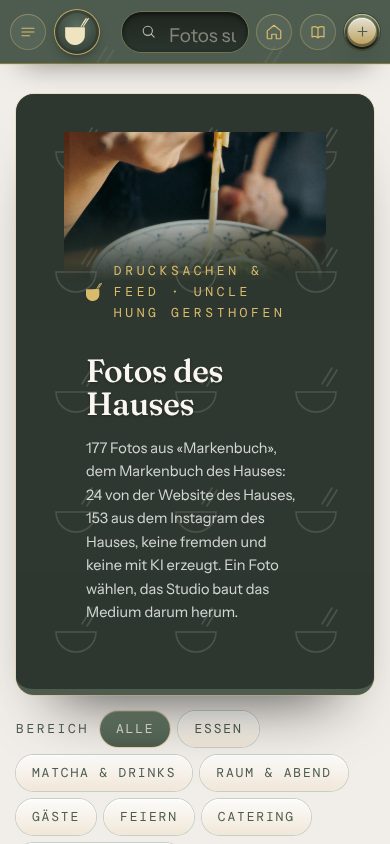 Fotos su
DRUCKSACHEN &
FEED · UNCLE
HUNG GERSTHOFEN
Fotos des
Hauses
177 Fotos aus «Markenbuch»,
dem Markenbuch des Hauses:
24 von der Website des Hauses,
153 aus dem Instagram des
Hauses, keine fremden und
keine mit KI erzeugt. Ein Foto
wählen, das Studio baut das
Medium darum herum.
BEREICH ALLE ESSEN
MATCHA & DRINKS RAUM & ABEND
GÄSTE FEIERN CATERING